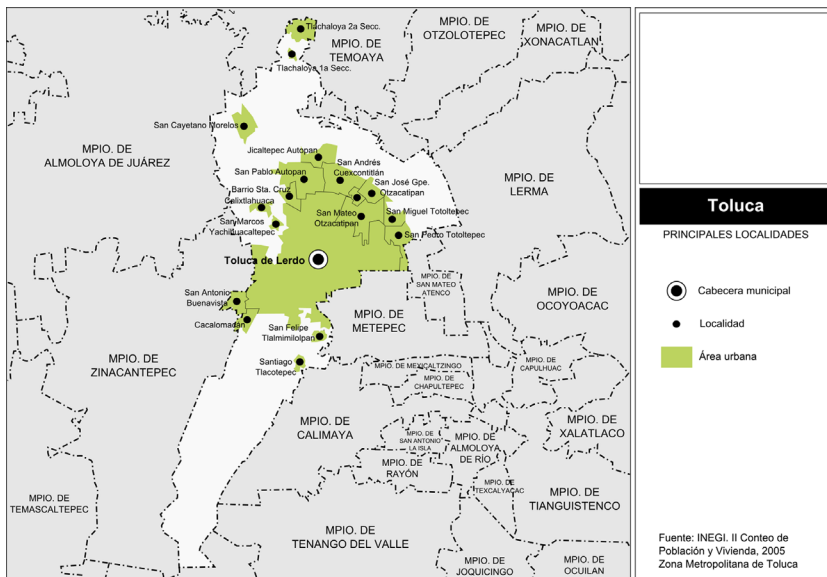 Tlachaloya 2a Secc.
MPIO. DE
TEMOAYA
MPIO. DE
OTZOLOTEPEC
MPIO. DE
XONACATLAN
Tlachaloya 1a Secc.
San Cayetano Morelos
MPIO. DE
ALMOLOYA DE JUÁREZ
Jicaltepec Autopan
San Andrés
Cuexcontitlán
San Pablo Autopan
San José Gpe.
Otzacatipan
Barrio Sta. Cruz
Calixtlahuaca
San Mateo
Otzacatipan
San Miguel Totoltepec
San Marcos
Yachihuacaltepec
San Pedro Totoltepec
MPIO. DE
LERMA
Toluca de Lerdo
MPIO. DE
SAN MATEO
ATENCO
San Antonio
Buenavista
MPIO. DE
METEPEC
MPIO. DE
OCOYOACAC
Cacalomacán
San Felipe
Tlalmimilolpan
MPIO. DE
ZINACANTEPEC
Santiago
Tlacotepec
MPIO. DE MEXICALTZINGO
MPIO. DE
CHAPULTEPEC
MPIO. DE
CAPULHUAC
MPIO. DE
CALIMAYA
MPIO. DE
SAN ANTONIO
LA ISLA
MPIO. DE
ALMOLOYA
DE RÍO
MPIO. DE
XALATLACO
MPIO. DE
RAYÓN
MPIO. DE
TEXCALYACAC
MPIO. DE
TIANGUISTENCO
MPIO. DE
TEMASCALTEPEC
MPIO. DE
TENANGO DEL VALLE
MPIO. DE
JOQUICINGO
MPIO. DE
OCUILAN
Toluca
PRINCIPALES LOCALIDADES
Cabecera municipal
Localidad
Área urbana
Fuente: INEGI. II Conteo de
Población y Vivienda, 2005
Zona Metropolitana de Toluca